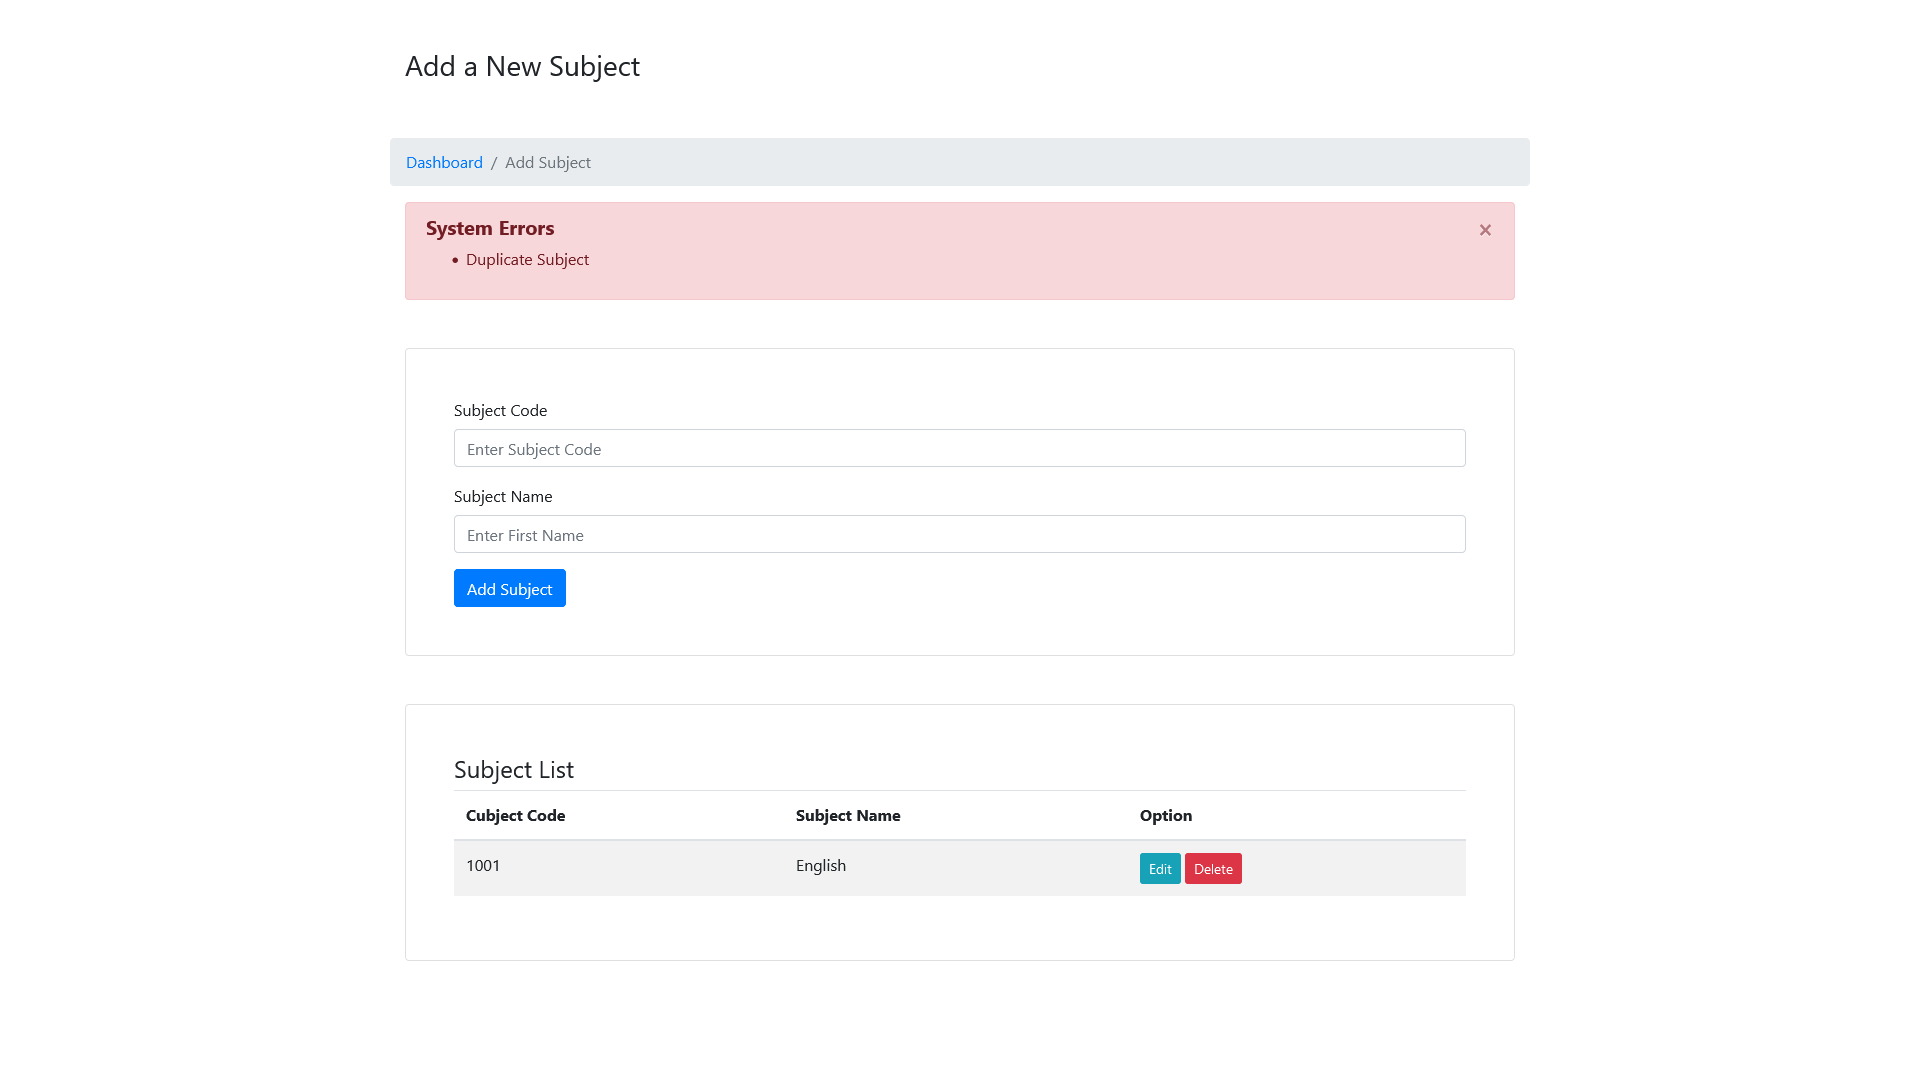 Add a New Subject
Dashboard / Add Subject
System Errors
×
• Duplicate Subject
Subject Code
Enter Subject Code
Subject Name
Enter First Name
Add Subject
Subject List
Cubject Code Subject Name Option
1001 English Edit Delete